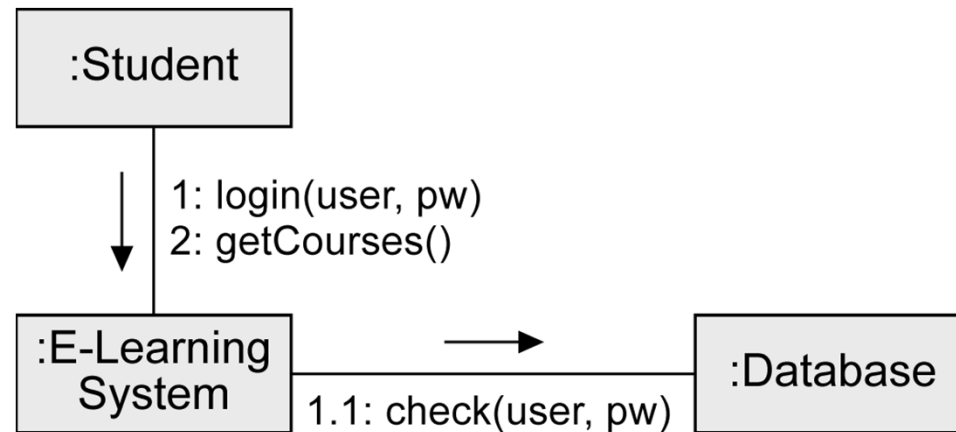 :Student
1: login(user, pw)
2: getCourses()
:E-Learning
System
1.1: check(user, pw)
:Database